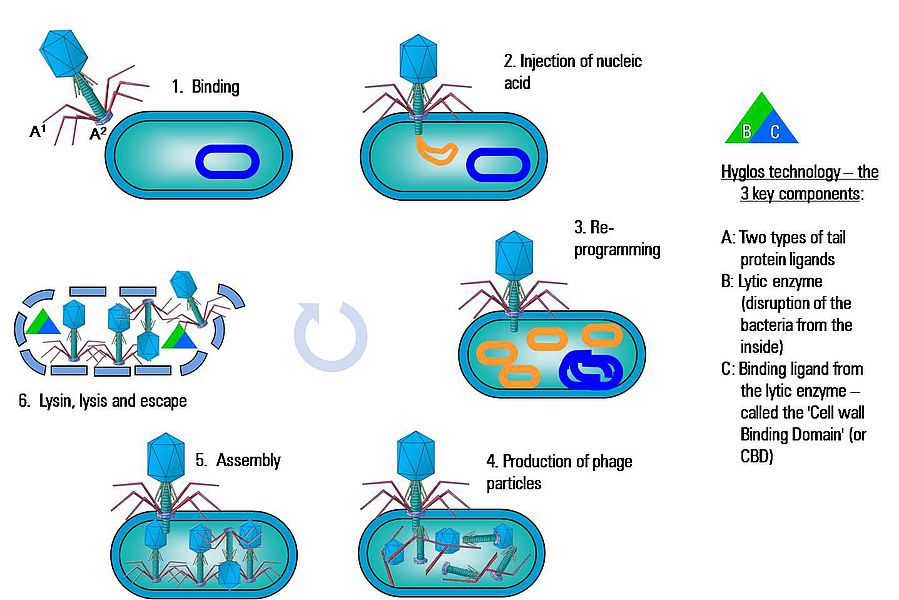 1. Binding
A1
A2
2. Injection of nucleic
acid
3. Re-
programming
4. Production of phage
particles
5. Assembly
6. Lysin, lysis and escape
B C
Hyglos technology – the
3 key components:
A: Two types of tail
protein ligands
B: Lytic enzyme
(disruption of the
bacteria from the
inside)
C: Binding ligand from
the lytic enzyme –
called the 'Cell wall
Binding Domain' (or
CBD)